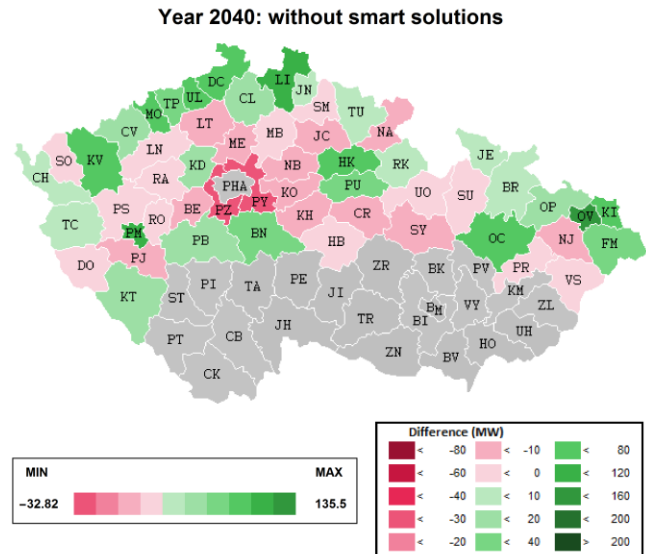 Year 2040: without smart solutions
DC
LI
UL
TP
MO
CL
JN
SM
TU
CV
LT
ME
MB
JC
NA
LN
SO
KV
KD
NB
HK
RK
JE
CH
RA
PHA
KO
PU
UO
SU
BR
PS
RO
BE
PZ
PY
KH
CR
OP
OV
KI
TC
PM
PB
BN
SY
OC
NJ
FM
DO
PJ
HB
ZR
BK
PV
PR
VS
KT
ST
PI
TA
PE
JI
BM
VY
KM
ZL
PT
CB
JH
TR
BI
UH
CK
ZN
BV
HO
MIN MAX
−32.82 135.5
Difference (MW)
< -80 < -10 < 80
< -60 < 0 < 120
< -40 < 10 < 160
< -30 < 20 < 200
< -20 < 40 > 200